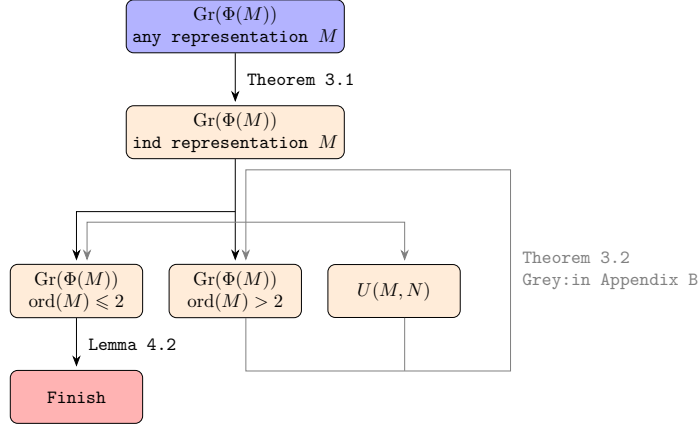 Gr(Φ(M))
any representation M
Theorem 3.1
Gr(Φ(M))
ind representation M
Theorem 3.2
Grey:in Appendix B
Gr(Φ(M))
ord(M) ⩽ 2
Gr(Φ(M))
ord(M) > 2
U(M, N)
Lemma 4.2
Finish